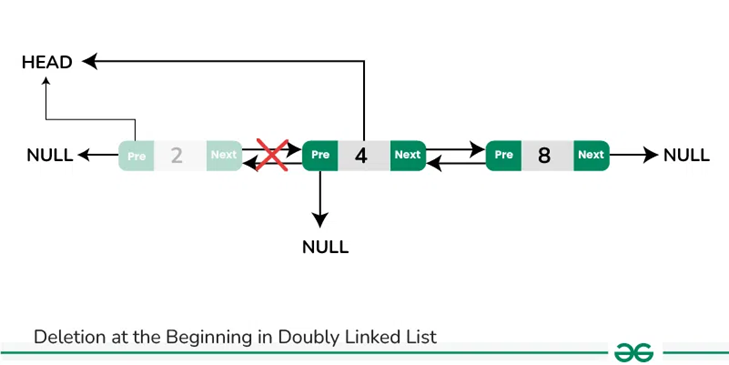 HEAD
NULL Pre 2 Next Pre 4 Next Pre 8 Next NULL
NULL
Deletion at the Beginning in Doubly Linked List